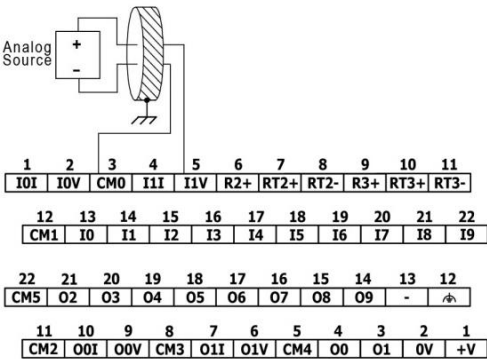 Analog
Source
+
-
1 2 3 4 5 6 7 8 9 10 11
I0I I0V CM0 I1I I1V R2+ RT2+ RT2- R3+ RT3+ RT3-
12 13 14 15 16 17 18 19 20 21 22
CM1 I0 I1 I2 I3 I4 I5 I6 I7 I8 I9
22 21 20 19 18 17 16 15 14 13 12
CM5 O2 O3 O4 O5 O6 O7 O8 O9 -
11 10 9 8 7 6 5 4 3 2 1
CM2 O0I O0V CM3 O1I O1V CM4 O0 O1 0V +V